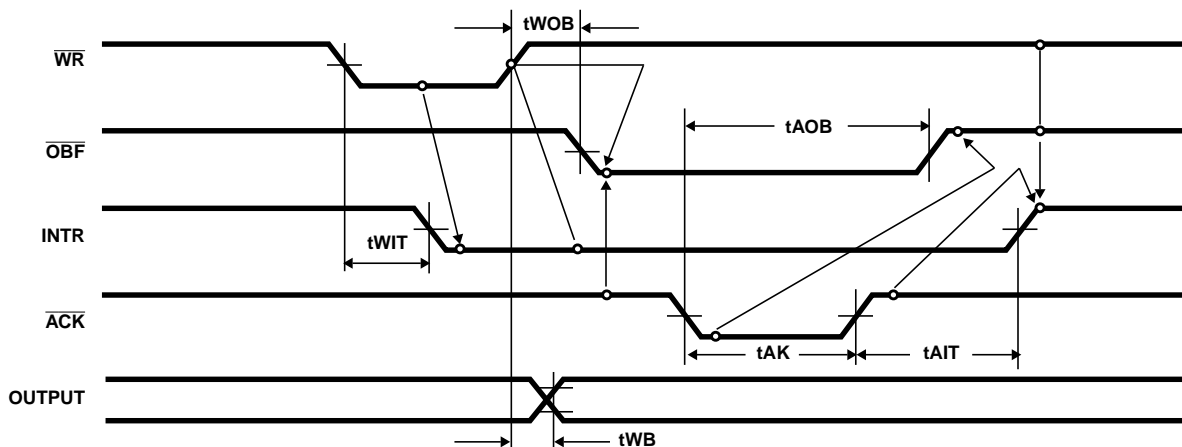 tWOB
WR
tAOB
OBF
INTR
tWIT
ACK
tAK
tAIT
OUTPUT
tWB